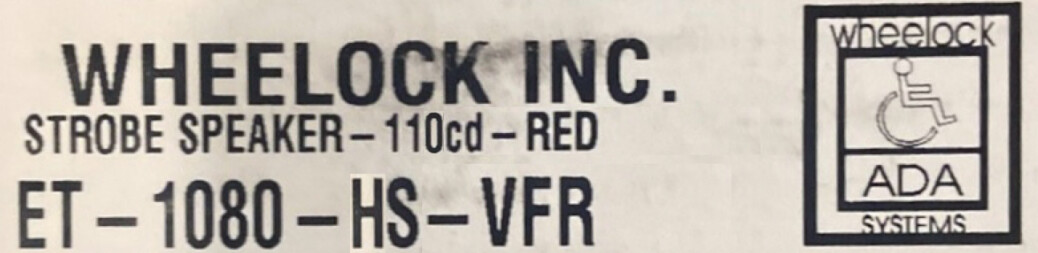 WHEELOCK INC.
STROBE SPEAKER – 110cd – RED
ET – 1080 – HS – VFR
wheelock
ADA
SYSTEMS